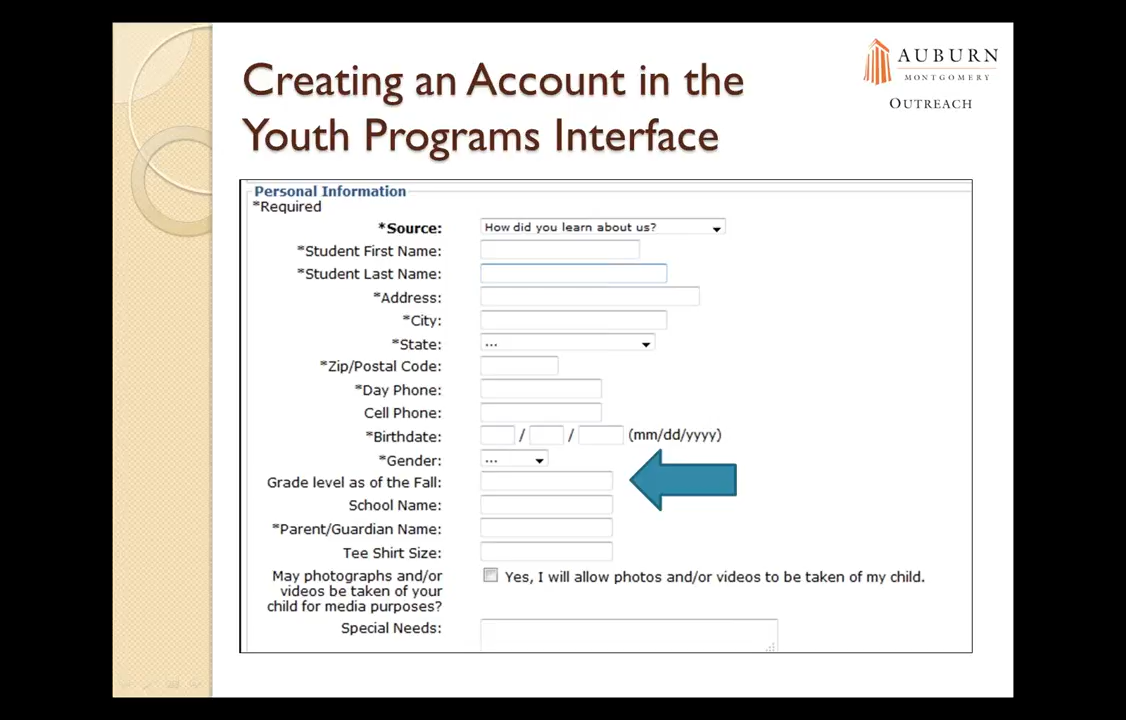 Creating an Account in the
Youth Programs Interface
AUBURN
MONTGOMERY
OUTREACH
Personal Information
*Required
*Source: How did you learn about us?
*Student First Name:
*Student Last Name:
*Address:
*City:
*State: ...
*Zip/Postal Code:
*Day Phone:
Cell Phone:
*Birthdate: / / (mm/dd/yyyy)
*Gender: ...
Grade level as of the Fall:
School Name:
*Parent/Guardian Name:
Tee Shirt Size:
May photographs and/or
videos be taken of your
child for media purposes?
Yes, I will allow photos and/or videos to be taken of my child.
Special Needs: